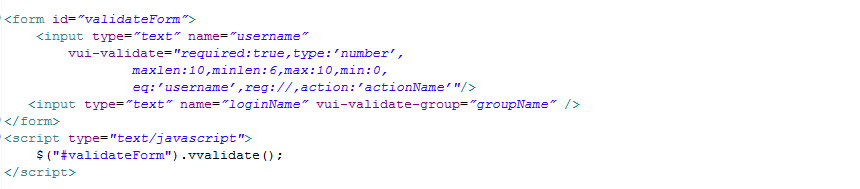 <form id="validateForm">
<input type="text" name="username"
vui-validate="required:true,type:'number',
maxlen:10,minlen:6,max:10,min:0,
eq:'username',reg://,action:'actionName'"/>
<input type="text" name="loginName" vui-validate-group="groupName" />
</form>
<script type="text/javascript">
$("#validateForm").vvalidate();
</script>